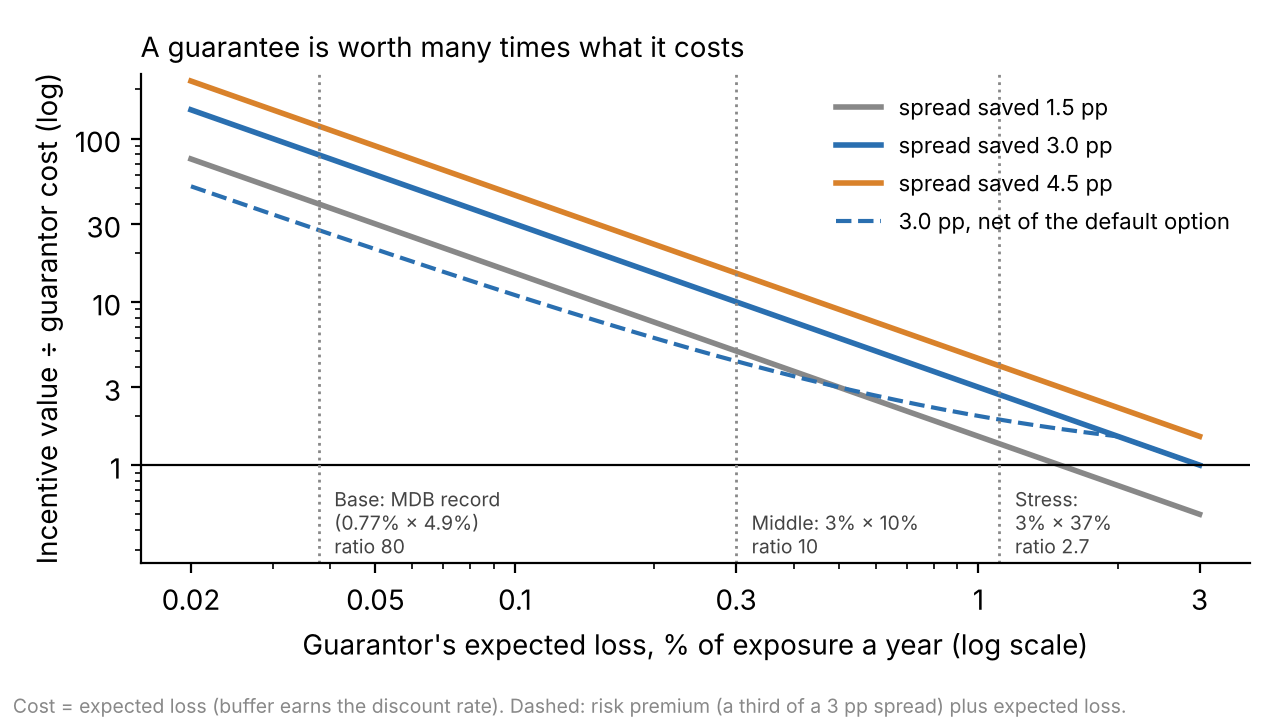 A guarantee is worth many times what it costs
Incentive value ÷ guarantor cost (log)
100
30
10
3
1
spread saved 1.5 pp
spread saved 3.0 pp
spread saved 4.5 pp
3.0 pp, net of the default option
Base: MDB record
(0.77% × 4.9%)
ratio 80
Middle: 3% × 10%
ratio 10
Stress:
3% × 37%
ratio 2.7
0.02
0.05
0.1
0.3
1
3
Guarantor's expected loss, % of exposure a year (log scale)
Cost = expected loss (buffer earns the discount rate). Dashed: risk premium (a third of a 3 pp spread) plus expected loss.